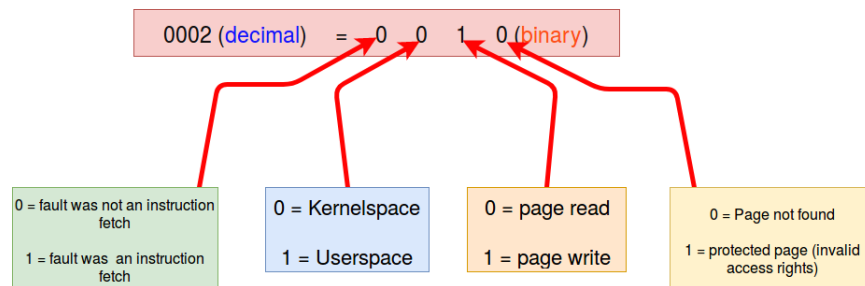 0002 (decimal) = 0 0 1 0 (binary)
0 = fault was not an instruction
fetch
1 = fault was an instruction
fetch
0 = Kernelspace
1 = Userspace
0 = page read
1 = page write
0 = Page not found
1 = protected page (invalid
access rights)